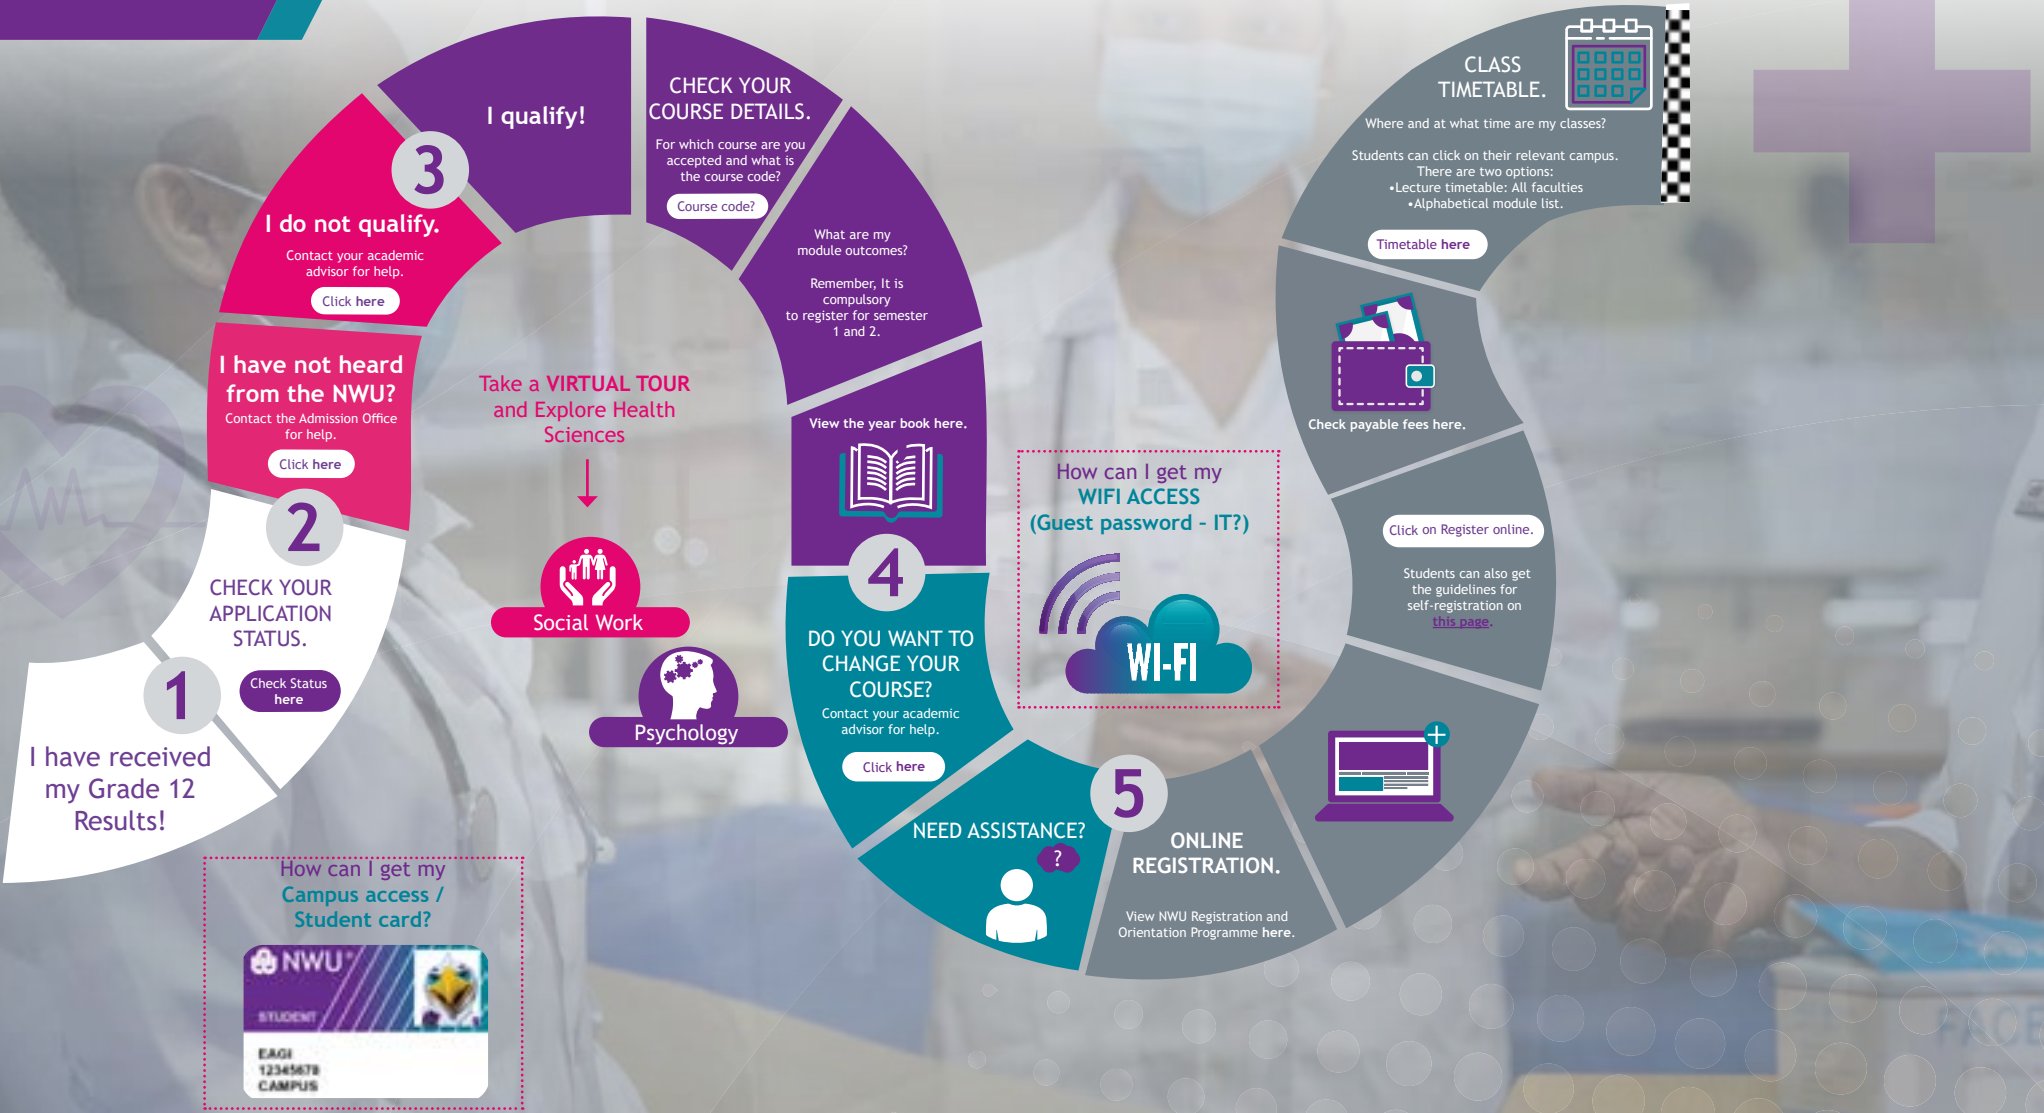 1
I have received
my Grade 12
Results!
2
CHECK YOUR
APPLICATION
STATUS.
Check Status
here
I have not heard
from the NWU?
Contact the Admission Office
for help.
Click here
3
I do not qualify.
Contact your academic
advisor for help.
Click here
I qualify!
CHECK YOUR
COURSE DETAILS.
For which course are you
accepted and what is
the course code?
Course code?
What are my
module outcomes?
Remember, It is
compulsory
to register for semester
1 and 2.
View the year book here.
4
DO YOU WANT TO
CHANGE YOUR
COURSE?
Contact your academic
advisor for help.
Click here
NEED ASSISTANCE?
?
5
ONLINE
REGISTRATION.
View NWU Registration and
Orientation Programme here.
Click on Register online.
Students can also get
the guidelines for
self-registration on
this page.
Check payable fees here.
CLASS
TIMETABLE.
Where and at what time are my classes?
Students can click on their relevant campus.
There are two options:
•Lecture timetable: All faculties
•Alphabetical module list.
Timetable here
Take a VIRTUAL TOUR
and Explore Health
Sciences
Social Work
Psychology
How can I get my
WIFI ACCESS
(Guest password - IT?)
WI-FI
How can I get my
Campus access /
Student card?
NWU
STUDENT
EAGI
12345678
CAMPUS
FACE